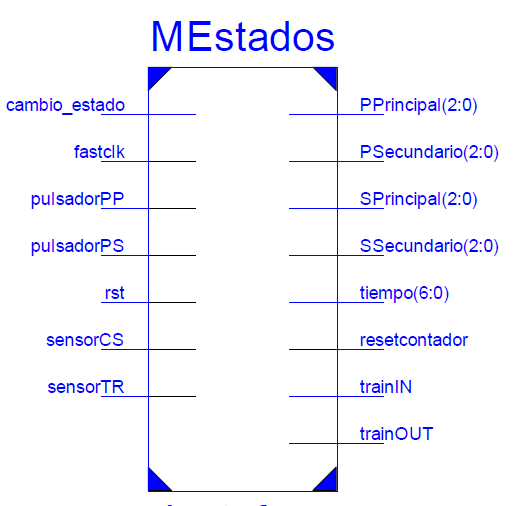 MEstados
cambio_estado
PPrincipal(2:0)
fastclk
PSecundario(2:0)
pulsadorPP
SPrincipal(2:0)
pulsadorPS
SSecundario(2:0)
rst
tiempo(6:0)
sensorCS
resetcontador
sensorTR
trainIN
trainOUT